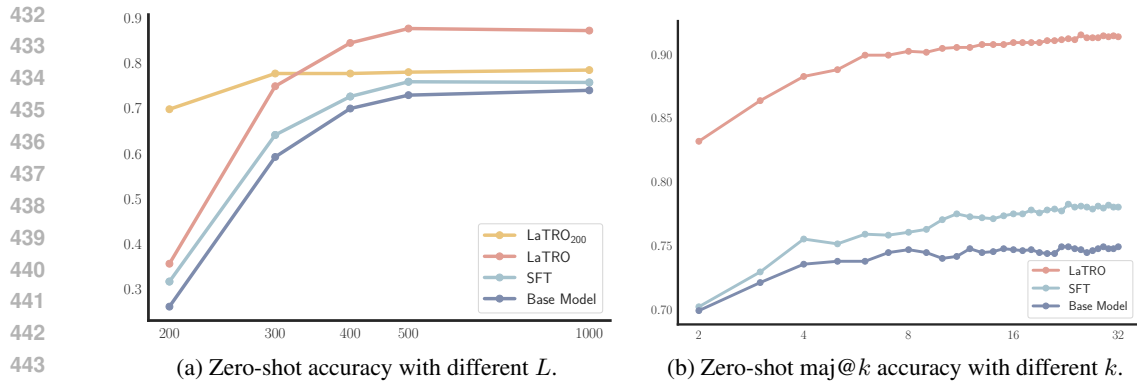 432
433
434
435
436
437
438
439
440
441
442
443
0.9
0.8
0.7
0.6
0.5
0.4
0.3
200 300 400 500 1000
LaTRO₂₀₀
LaTRO
SFT
Base Model
(a) Zero-shot accuracy with different L.
0.90
0.85
0.80
0.75
0.70
2 4 8 16 32
LaTRO
SFT
Base Model
(b) Zero-shot maj@k accuracy with different k.